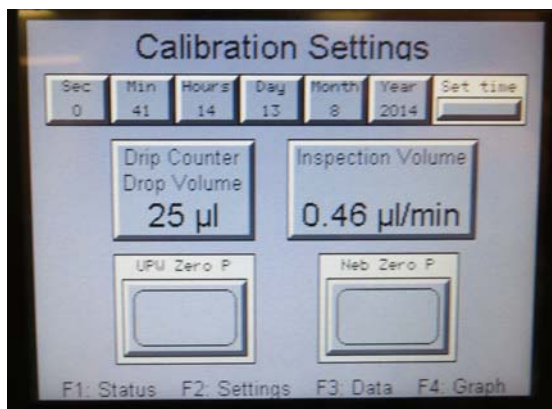 Calibration Settings
Sec Min Hours Day Month Year Set time
0 41 14 13 8 2014
Drip Counter Inspection Volume
Drop Volume
25 µl 0.46 µl/min
UPW Zero P Neb Zero P
F1: Status F2: Settings F3: Data F4: Graph